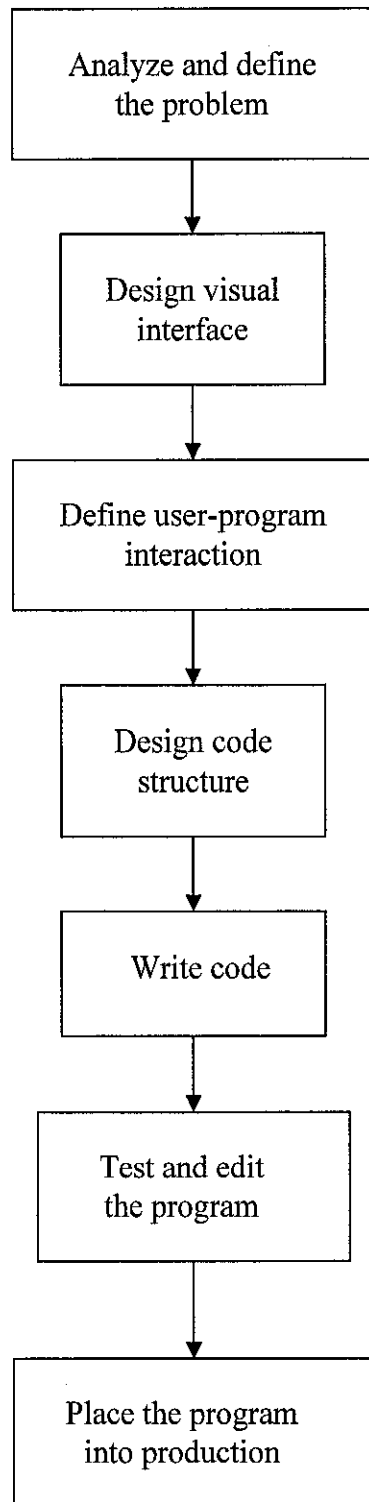 Analyze and define
the problem
Design visual
interface
Define user-program
interaction
Design code
structure
Write code
Test and edit
the program
Place the program
into production